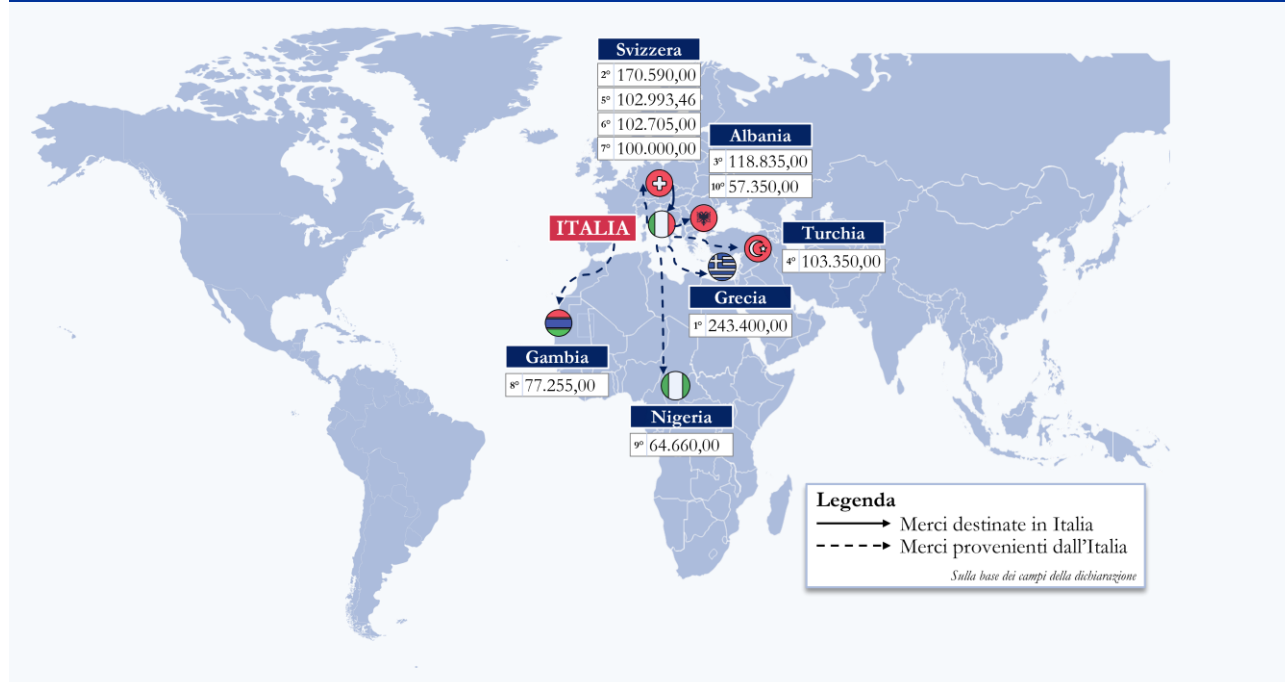 Svizzera
2° 170.590,00
5° 102.993,46
6° 102.705,00
7° 100.000,00
Albania
3° 118.835,00
10° 57.350,00
ITALIA
Turchia
4° 103.350,00
Grecia
1° 243.400,00
Gambia
8° 77.255,00
Nigeria
9° 64.660,00
Legenda
Merci destinate in Italia
Merci provenienti dall'Italia
Sulla base dei campi della dichiarazione